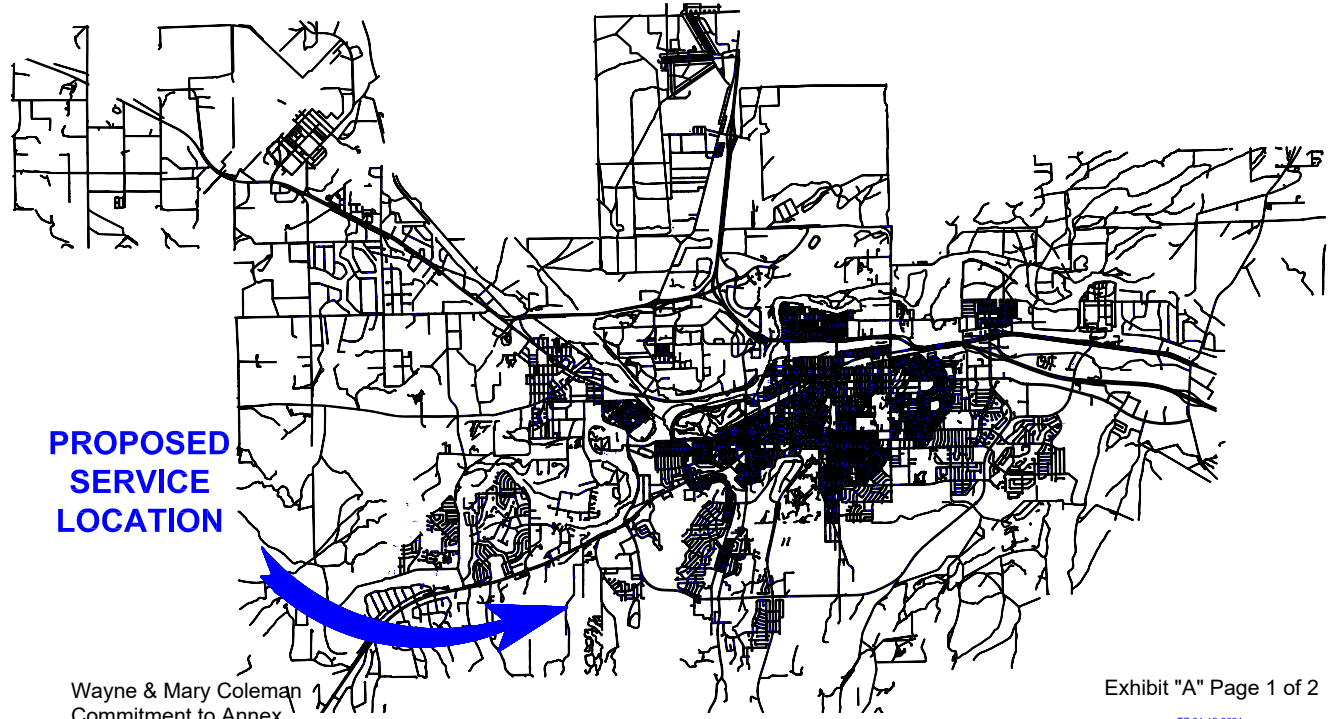 PROPOSED
SERVICE
LOCATION
Wayne & Mary Coleman
Commitment to Annex
Exhibit "A" Page 1 of 2